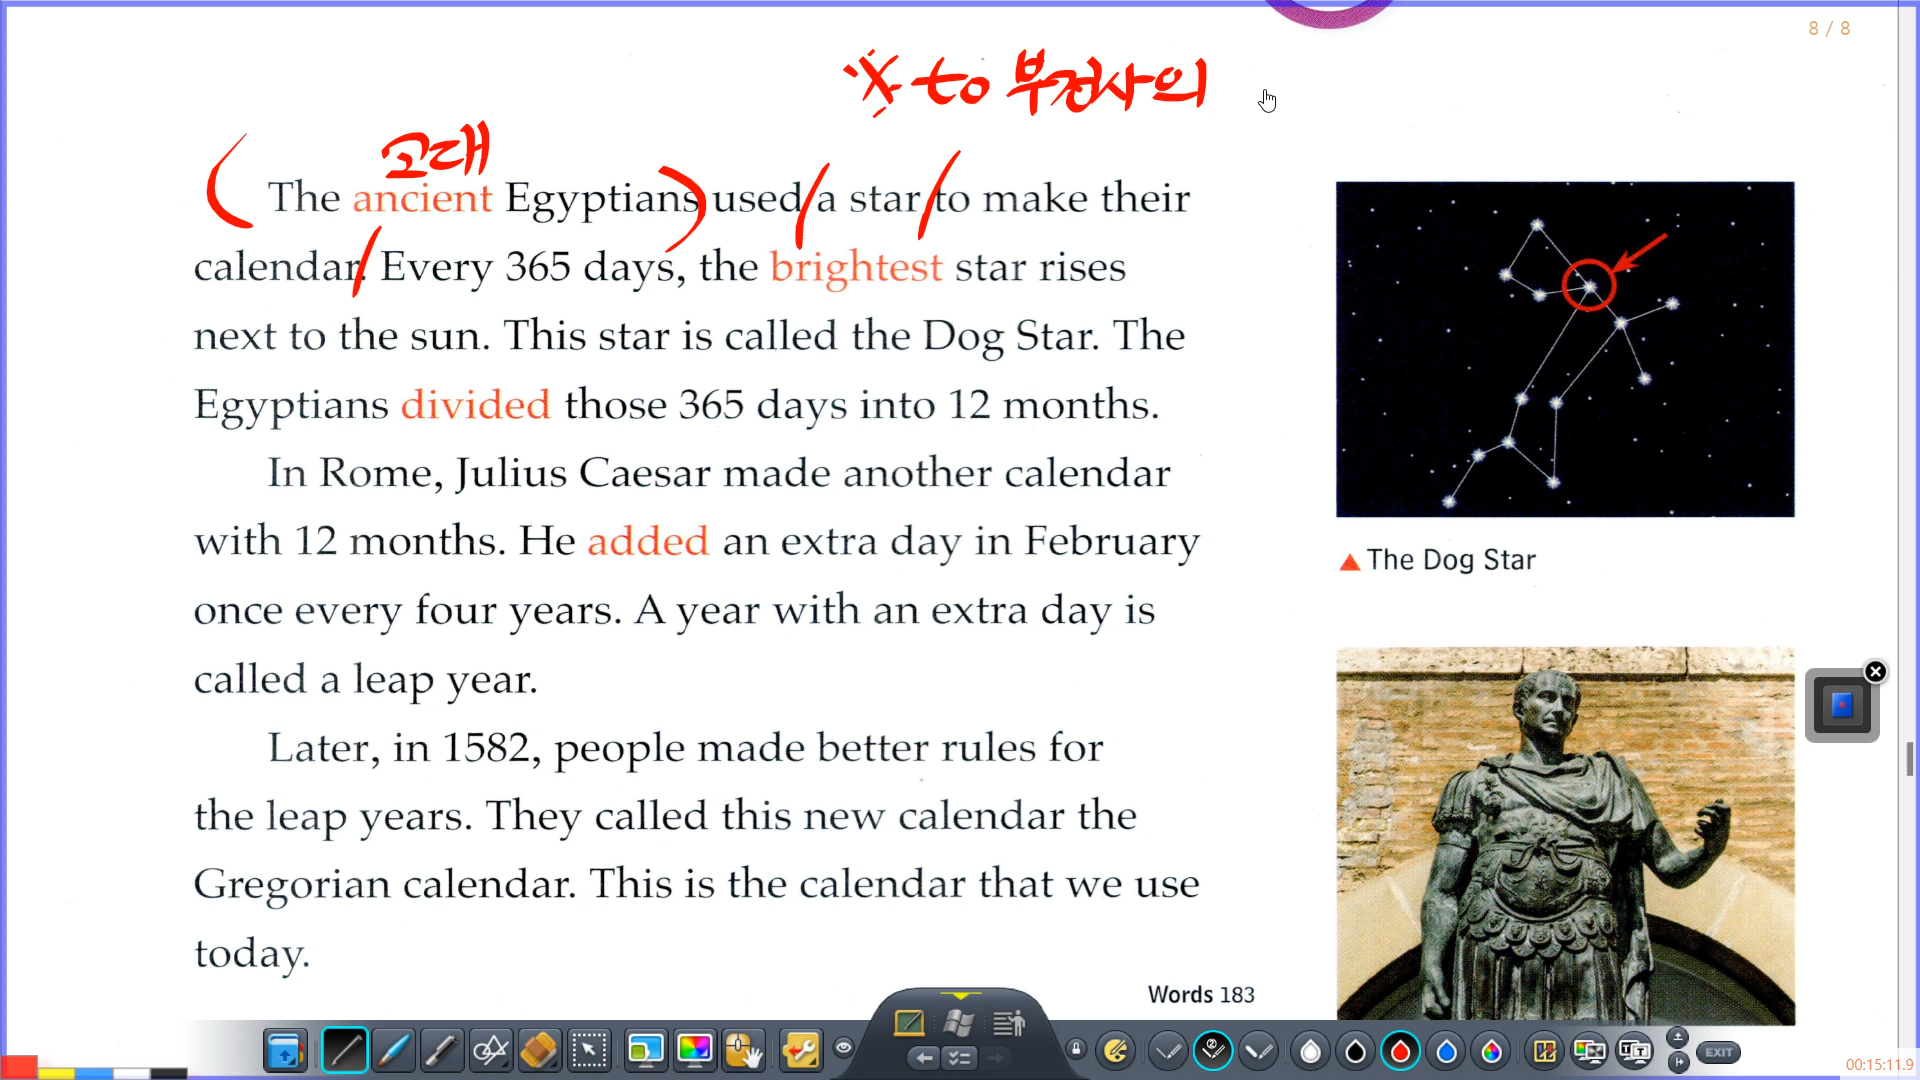 8 / 8
※ to 부정사의
고대
The ancient Egyptians used a star to make their
calendar. Every 365 days, the brightest star rises
next to the sun. This star is called the Dog Star. The
Egyptians divided those 365 days into 12 months.
In Rome, Julius Caesar made another calendar
with 12 months. He added an extra day in February
once every four years. A year with an extra day is
called a leap year.
Later, in 1582, people made better rules for
the leap years. They called this new calendar the
Gregorian calendar. This is the calendar that we use
today.
Words 183
▲ The Dog Star
EXIT
00:15:11.9